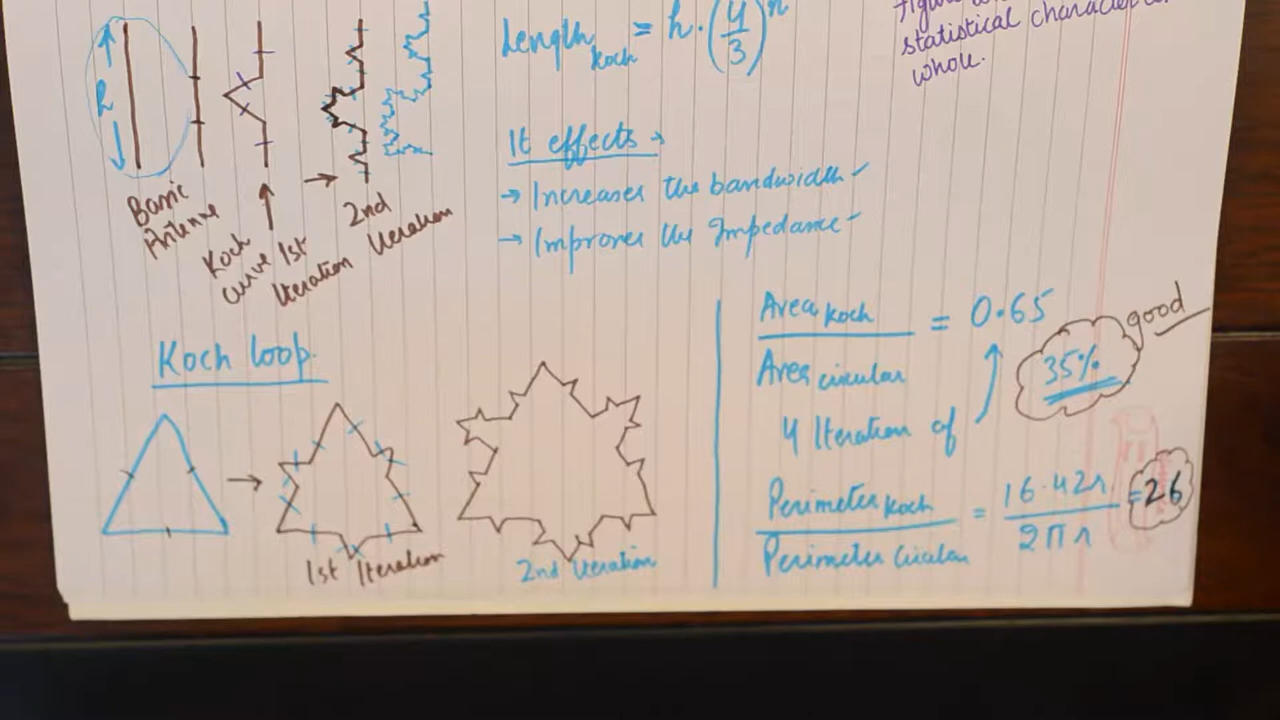 Length koch = h·(4/3)^n
statistical character
whole.
h
It effects →
→ Increases the bandwidth
→ Improves the Impedance
Basic
Antenna
Koch
curve 1st
Iteration
2nd
Iteration
Koch loop
1st Iteration
2nd Iteration
Area koch / Area circular = 0.65
good
35%
4 Iteration of
Perimeter koch / Perimeter Circular = 16.42r / 2πr = 26